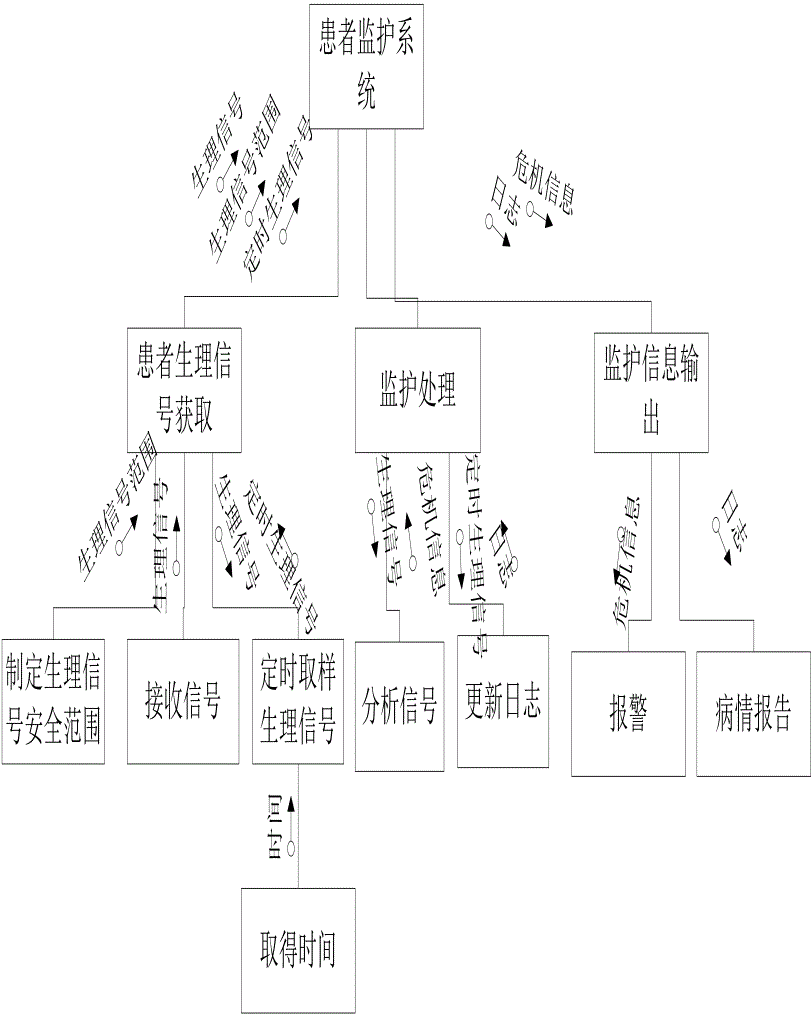 患者监护系
统
生理信号
生理信号范围
定时生理信号
危机信息
日志
患者生理信
号获取
监护处理
监护信息输
出
生理信号范围
生理信号
生理信号
定时生理信号
生理信号
危机信息
定时生理信号
日志
危机信息
日志
制定生理信
号安全范围
接收信号
定时取样
生理信号
分析信号
更新日志
报警
病情报告
时间
取得时间